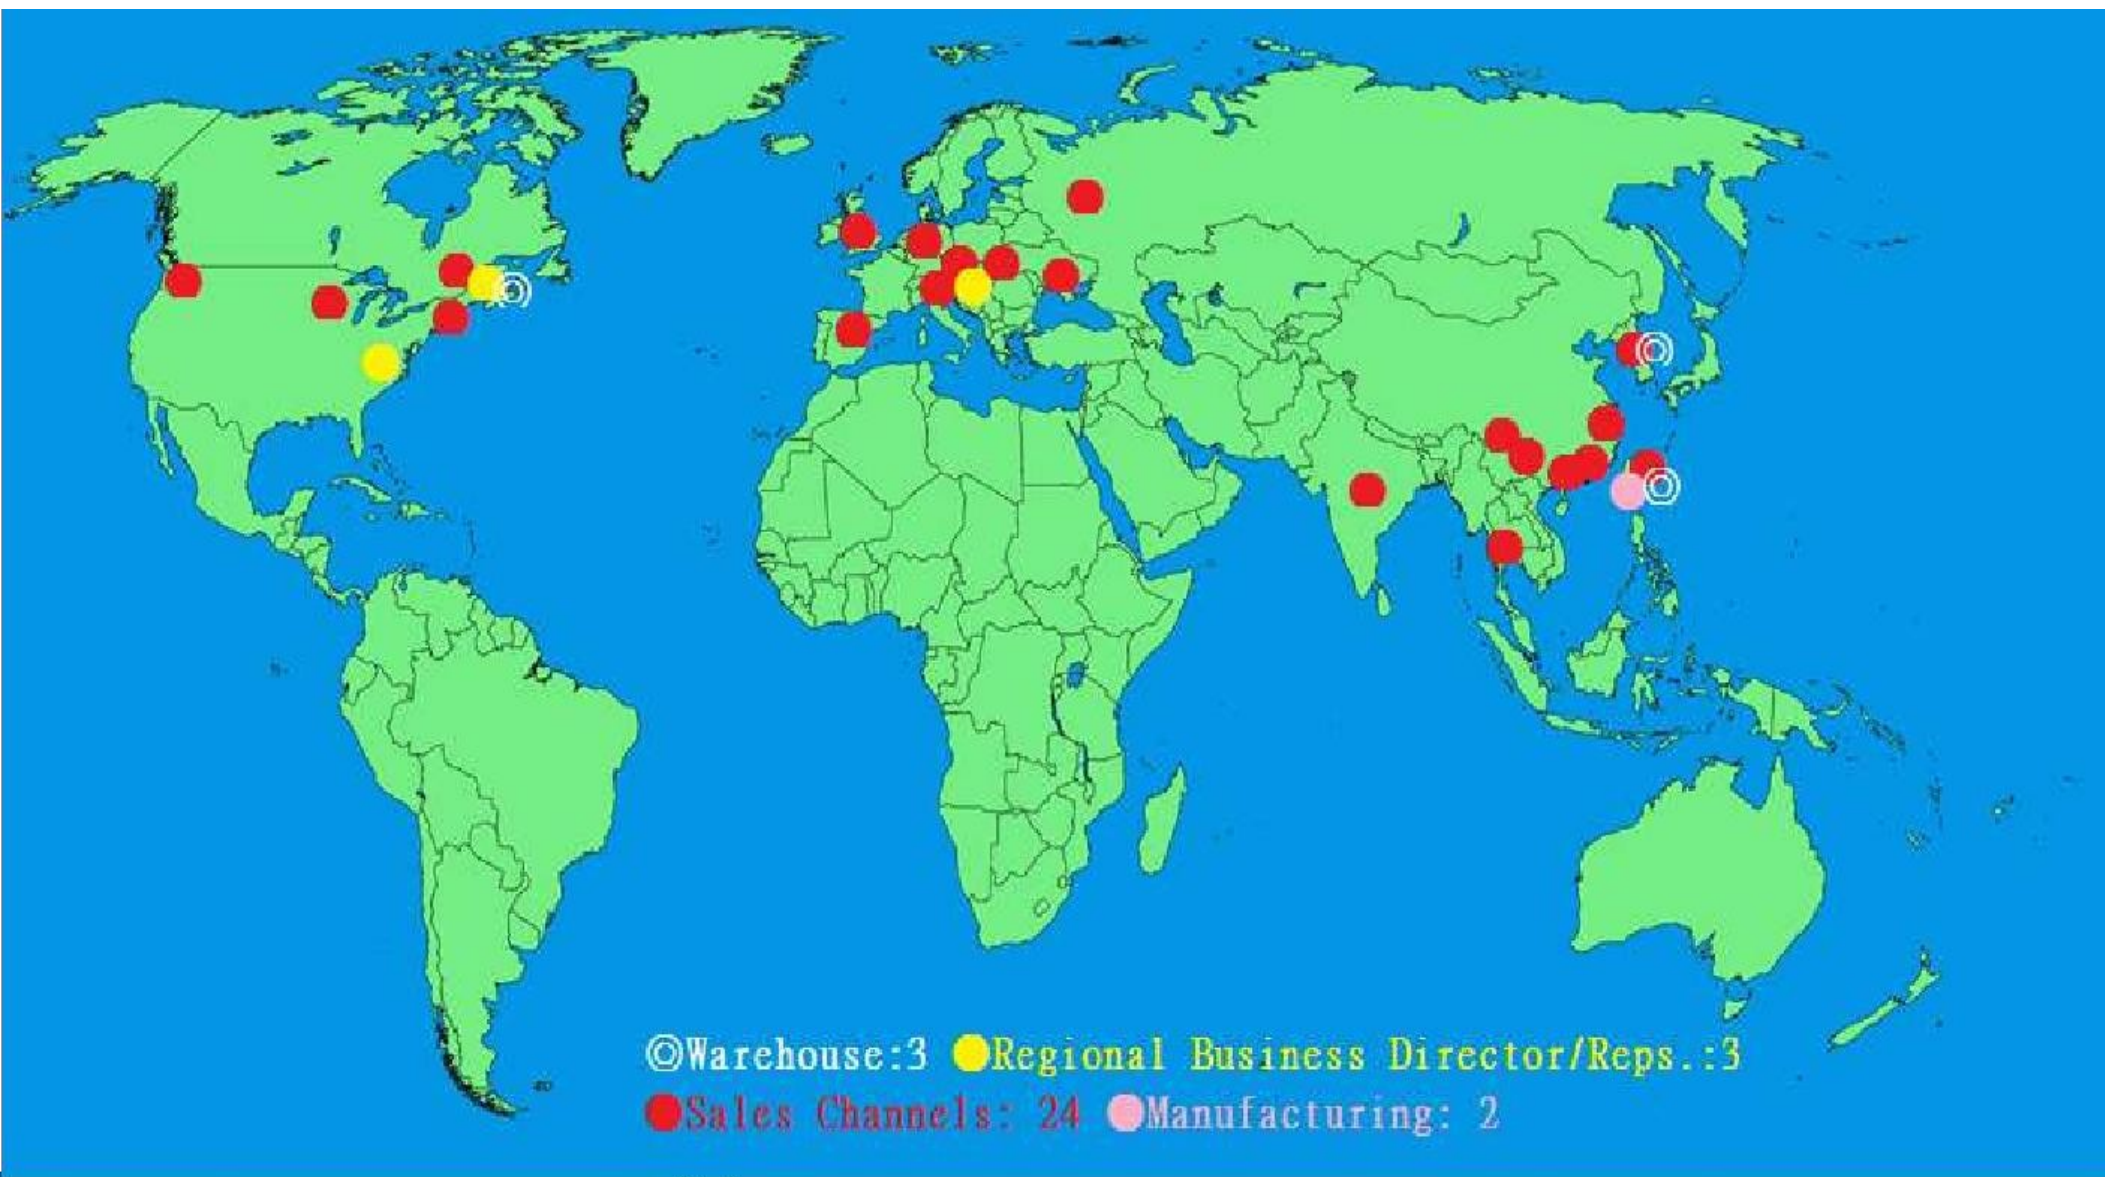 ◎Warehouse:3 ●Regional Business Director/Reps.:3
●Sales Channels: 24 ●Manufacturing: 2